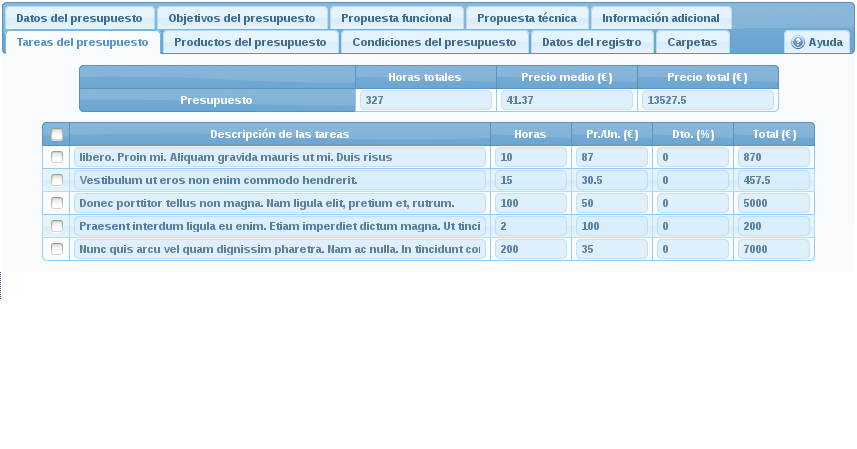 Datos del presupuesto Objetivos del presupuesto Propuesta funcional Propuesta técnica Información adicional
Tareas del presupuesto Productos del presupuesto Condiciones del presupuesto Datos del registro Carpetas Ayuda
Horas totales Precio medio (€) Precio total (€)
Presupuesto 327 41.37 13527.5
Descripción de las tareas Horas Pr./Un. (€) Dto. (%) Total (€)
libero. Proin mi. Aliquam gravida mauris ut mi. Duis risus 10 87 0 870
Vestibulum ut eros non enim commodo hendrerit. 15 30.5 0 457.5
Donec porttitor tellus non magna. Nam ligula elit, pretium et, rutrum. 100 50 0 5000
Praesent interdum ligula eu enim. Etiam imperdiet dictum magna. Ut tinci 2 100 0 200
Nunc quis arcu vel quam dignissim pharetra. Nam ac nulla. In tincidunt co 200 35 0 7000